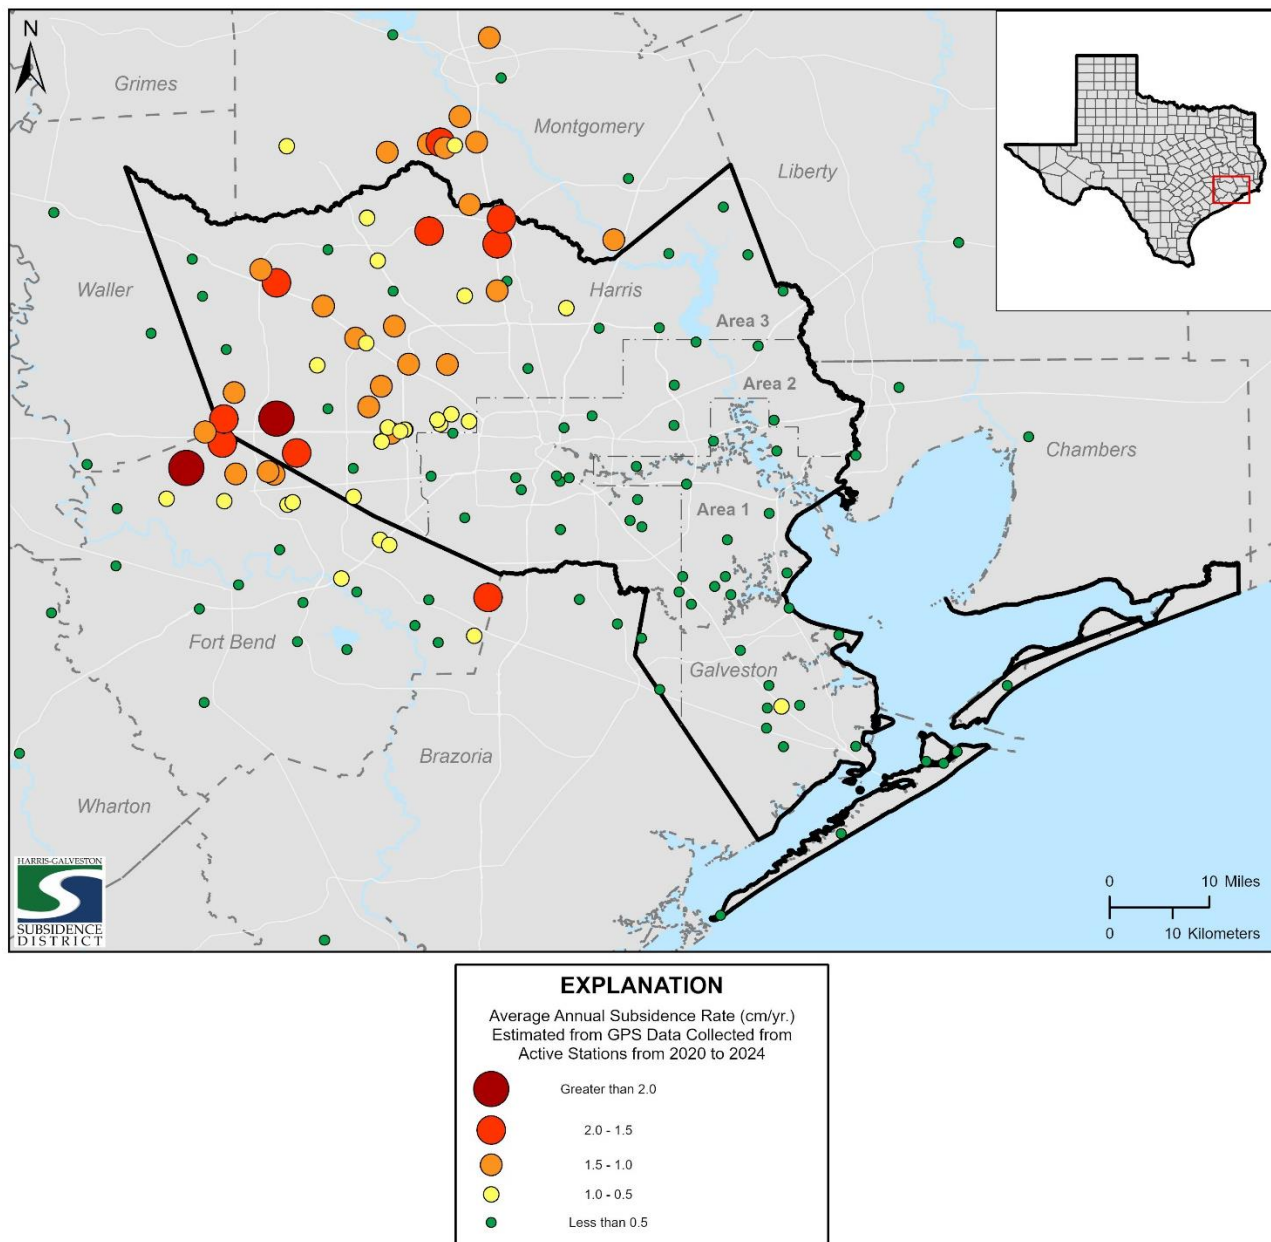 N
Grimes
Montgomery
Liberty
Waller
Harris
Area 3
Area 2
Chambers
Area 1
Fort Bend
Galveston
Brazoria
Wharton
HARRIS-GALVESTON
SUBSIDENCE
DISTRICT
0 10 Miles
0 10 Kilometers
EXPLANATION
Average Annual Subsidence Rate (cm/yr.)
Estimated from GPS Data Collected from
Active Stations from 2020 to 2024
Greater than 2.0
2.0 - 1.5
1.5 - 1.0
1.0 - 0.5
Less than 0.5